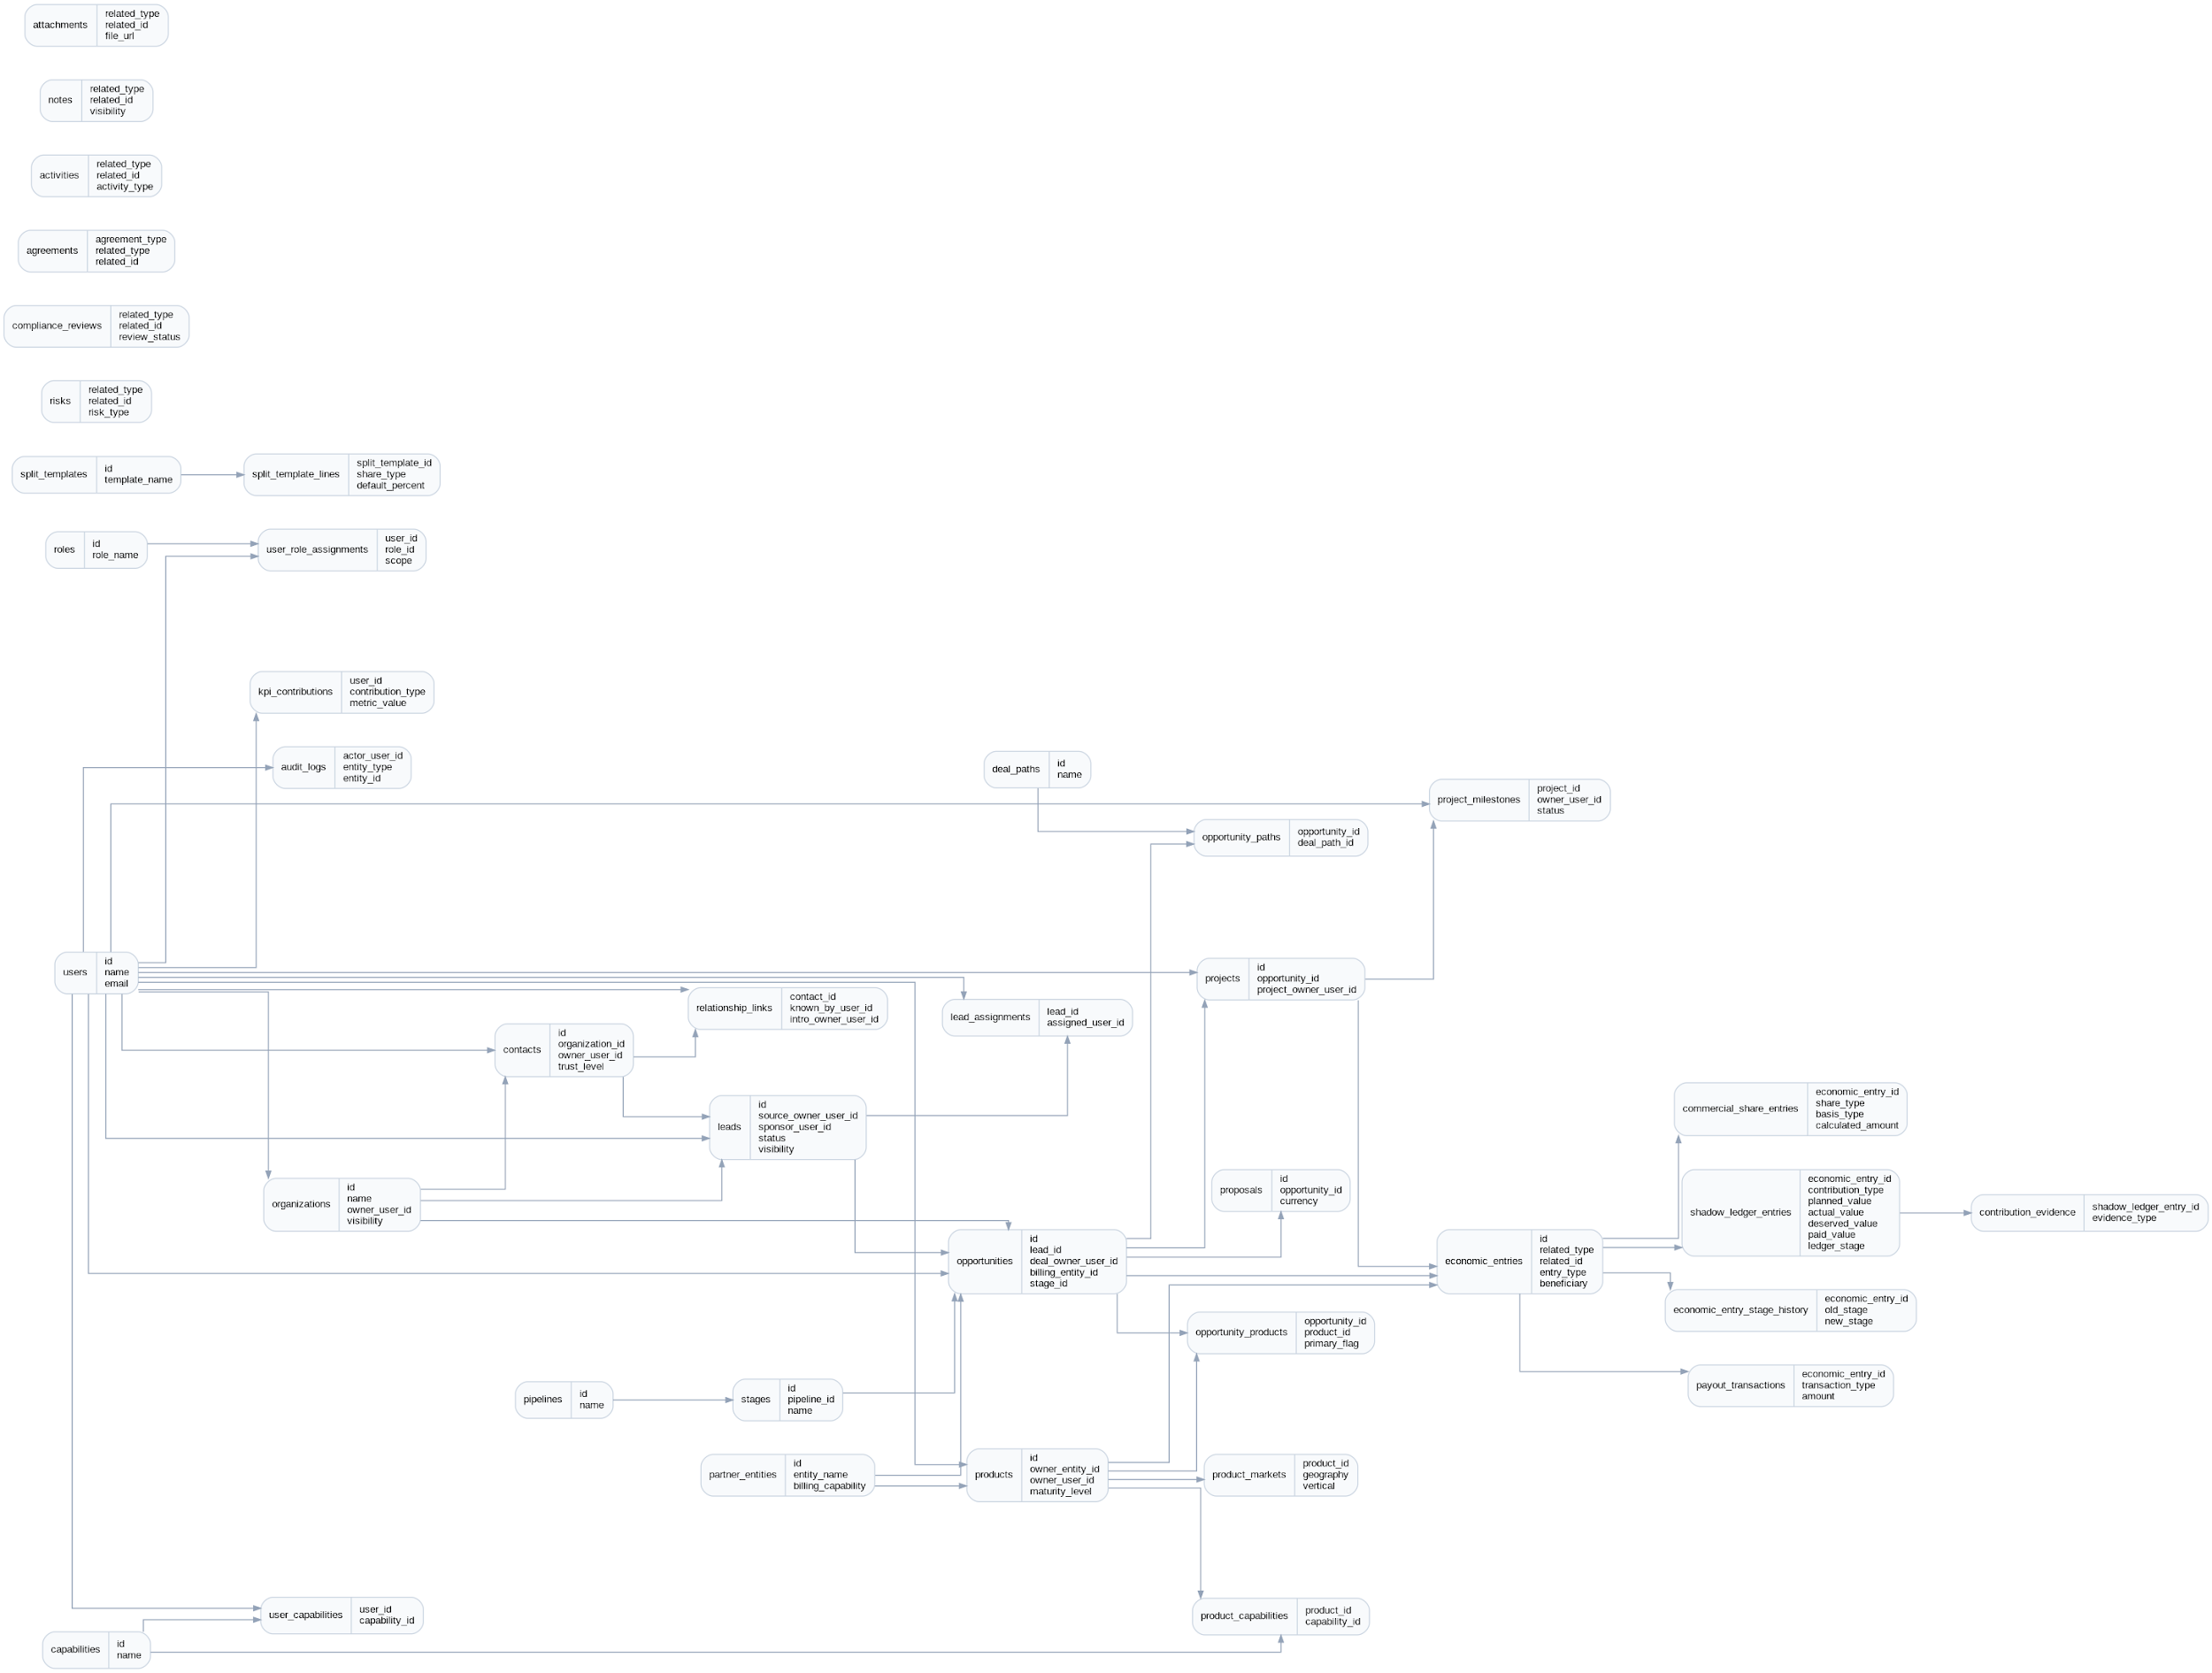 attachments
related_type
related_id
file_url
notes
related_type
related_id
visibility
activities
related_type
related_id
activity_type
agreements
agreement_type
related_type
related_id
compliance_reviews
related_type
related_id
review_status
risks
related_type
related_id
risk_type
split_templates
id
template_name
split_template_lines
split_template_id
share_type
default_percent
roles
id
role_name
user_role_assignments
user_id
role_id
scope
kpi_contributions
user_id
contribution_type
metric_value
audit_logs
actor_user_id
entity_type
entity_id
deal_paths
id
name
project_milestones
project_id
owner_user_id
status
opportunity_paths
opportunity_id
deal_path_id
users
id
name
email
projects
id
opportunity_id
project_owner_user_id
relationship_links
contact_id
known_by_user_id
intro_owner_user_id
lead_assignments
lead_id
assigned_user_id
contacts
id
organization_id
owner_user_id
trust_level
leads
id
source_owner_user_id
sponsor_user_id
status
visibility
commercial_share_entries
economic_entry_id
share_type
basis_type
calculated_amount
organizations
id
name
owner_user_id
visibility
proposals
id
opportunity_id
currency
shadow_ledger_entries
economic_entry_id
contribution_type
planned_value
actual_value
deserved_value
paid_value
ledger_stage
contribution_evidence
shadow_ledger_entry_id
evidence_type
opportunities
id
lead_id
deal_owner_user_id
billing_entity_id
stage_id
economic_entries
id
related_type
related_id
entry_type
beneficiary
economic_entry_stage_history
economic_entry_id
old_stage
new_stage
opportunity_products
opportunity_id
product_id
primary_flag
payout_transactions
economic_entry_id
transaction_type
amount
pipelines
id
name
stages
id
pipeline_id
name
partner_entities
id
entity_name
billing_capability
products
id
owner_entity_id
owner_user_id
maturity_level
product_markets
product_id
geography
vertical
user_capabilities
user_id
capability_id
product_capabilities
product_id
capability_id
capabilities
id
name